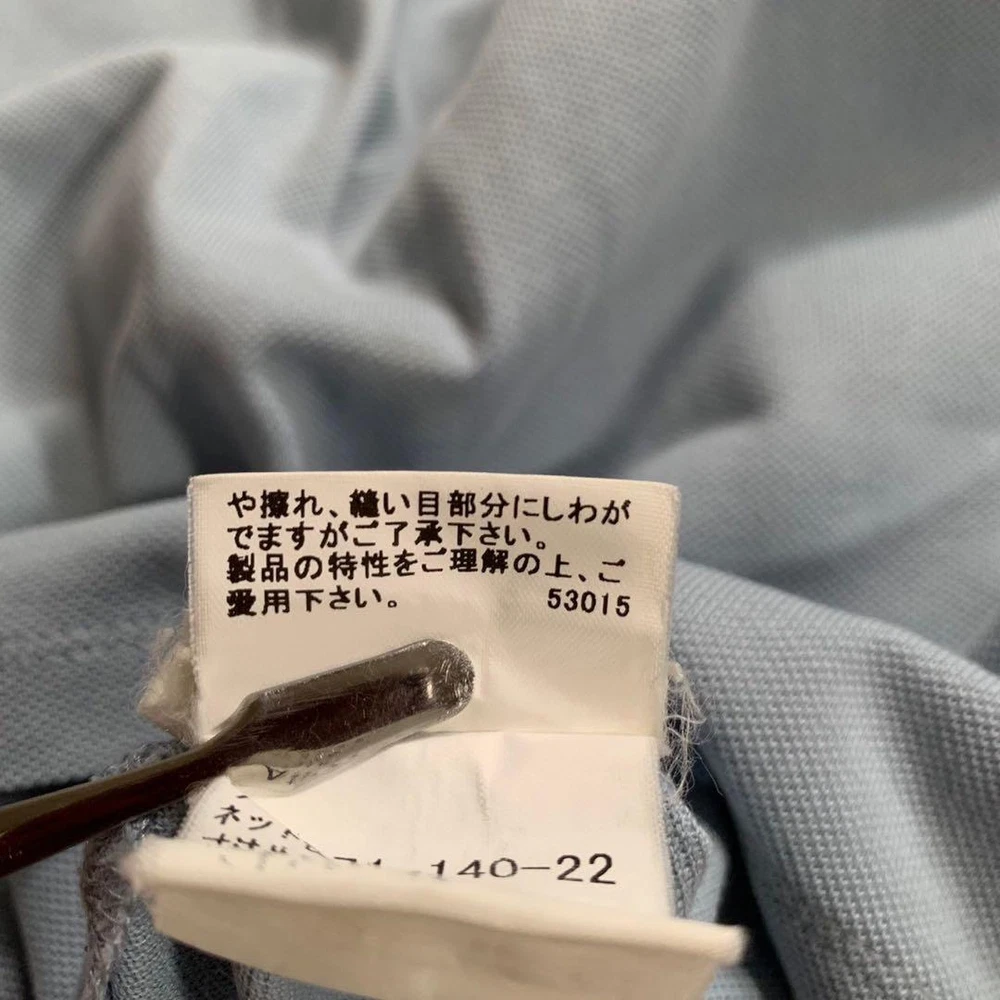 や擦れ、縫い目部分にしわが
でますがご了承下さい。
製品の特性をご理解の上、ご
愛用下さい。 53015
ネッ
140-22